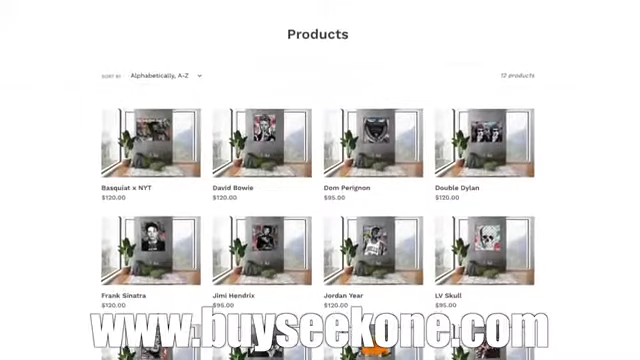 Products
SORT BY Alphabetically, A-Z
12 products
Basquiat x NYT
$120.00
David Bowie
$120.00
Dom Perignon
$95.00
Double Dylan
$120.00
Frank Sinatra
$120.00
Jimi Hendrix
$95.00
Jordan Year
$120.00
LV Skull
$95.00
www.buyseekone.com